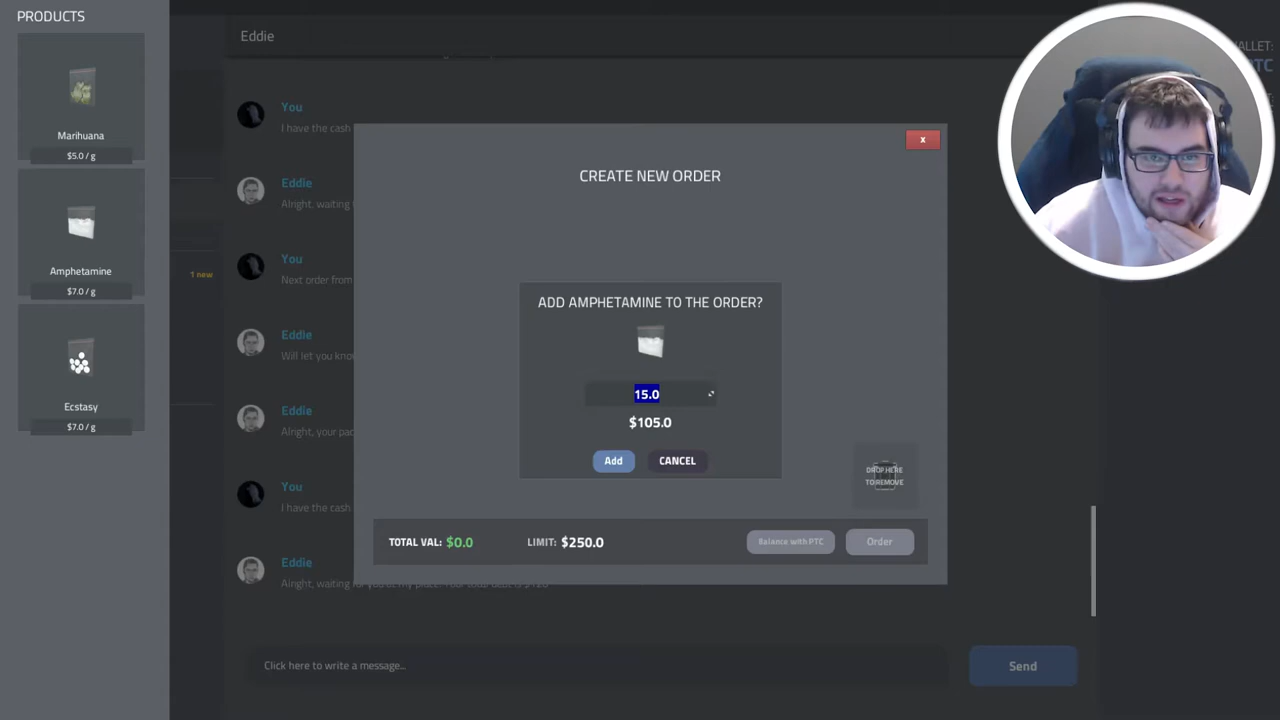 PRODUCTS
Marihuana
$5.0 / g
Amphetamine
$7.0 / g
Ecstasy
$7.0 / g
1 new
Eddie
You
I have the cash
Eddie
Alright, waiting
You
Next order from
Eddie
Will let you
Eddie
Alright, your
You
I have the cash
Eddie
Alright, waiting for you at my place. Your total debt is
CREATE NEW ORDER
x
ADD AMPHETAMINE TO THE ORDER?
15.0
$105.0
Add
CANCEL
DROP HERE
TO REMOVE
TOTAL VAL: $0.0
LIMIT: $250.0
Balance with PTC
Order
Click here to write a message...
Send